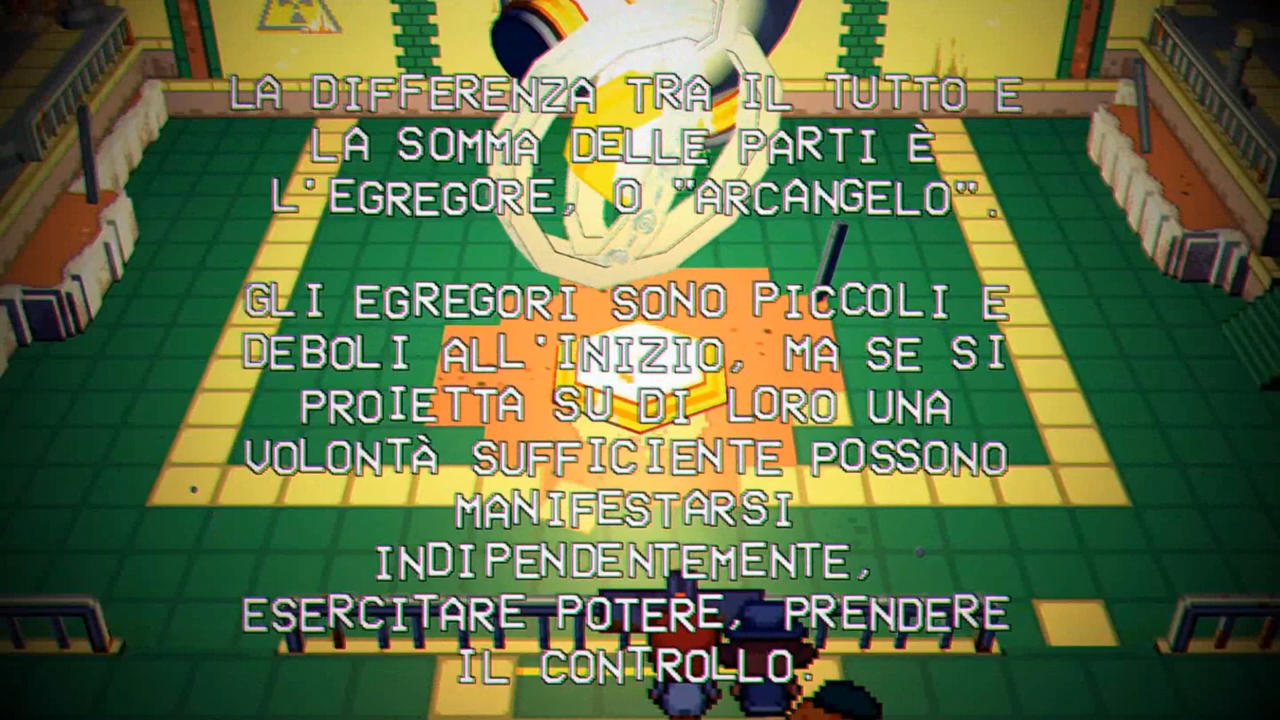 LA DIFFERENZA TRA IL TUTTO E
LA SOMMA DELLE PARTI È
L'EGREGORE, O "ARCANGELO".
GLI EGREGORI SONO PICCOLI E
DEBOLI ALL'INIZIO, MA SE SI
PROIETTA SU DI LORO UNA
VOLONTÀ SUFFICIENTE POSSONO
MANIFESTARSI
INDIPENDENTEMENTE,
ESERCITARE POTERE, PRENDERE
IL CONTROLLO.